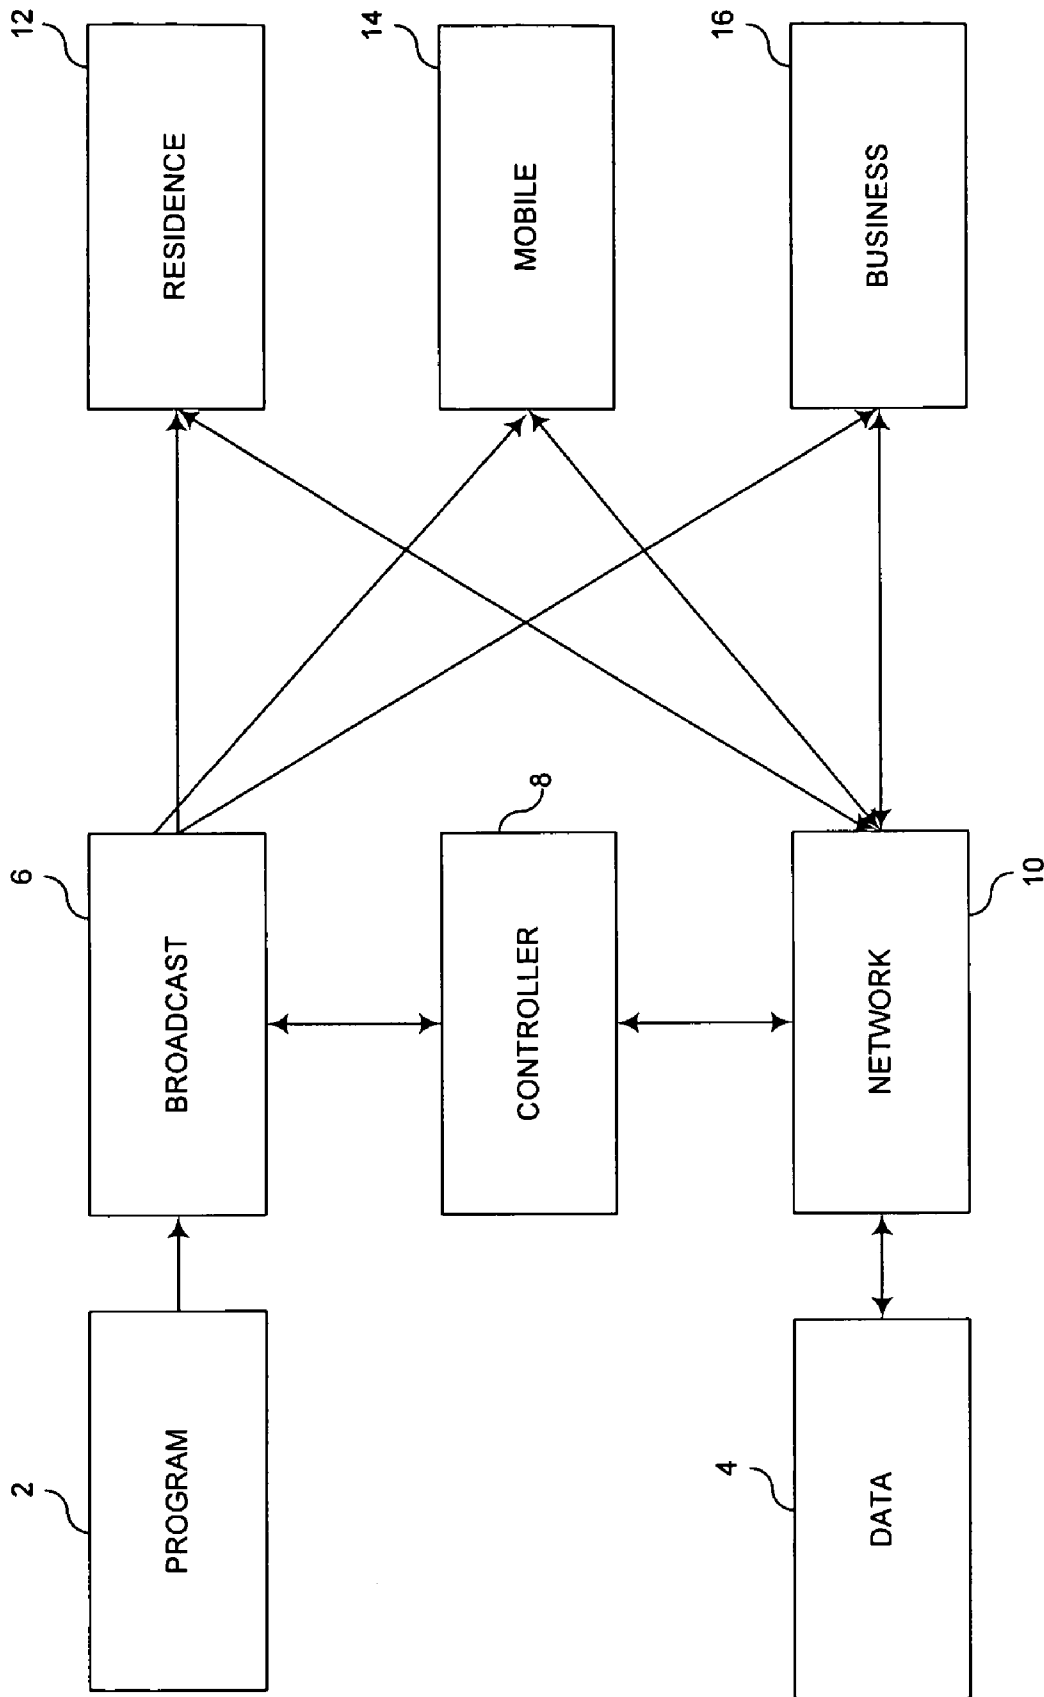 2
PROGRAM
6
BROADCAST
12
RESIDENCE
8
CONTROLLER
14
MOBILE
4
DATA
10
NETWORK
16
BUSINESS